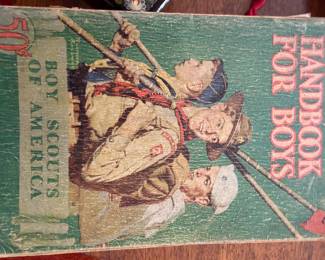 HANDBOOK
FOR BOYS
50¢
BOY SCOUTS
OF AMERICA